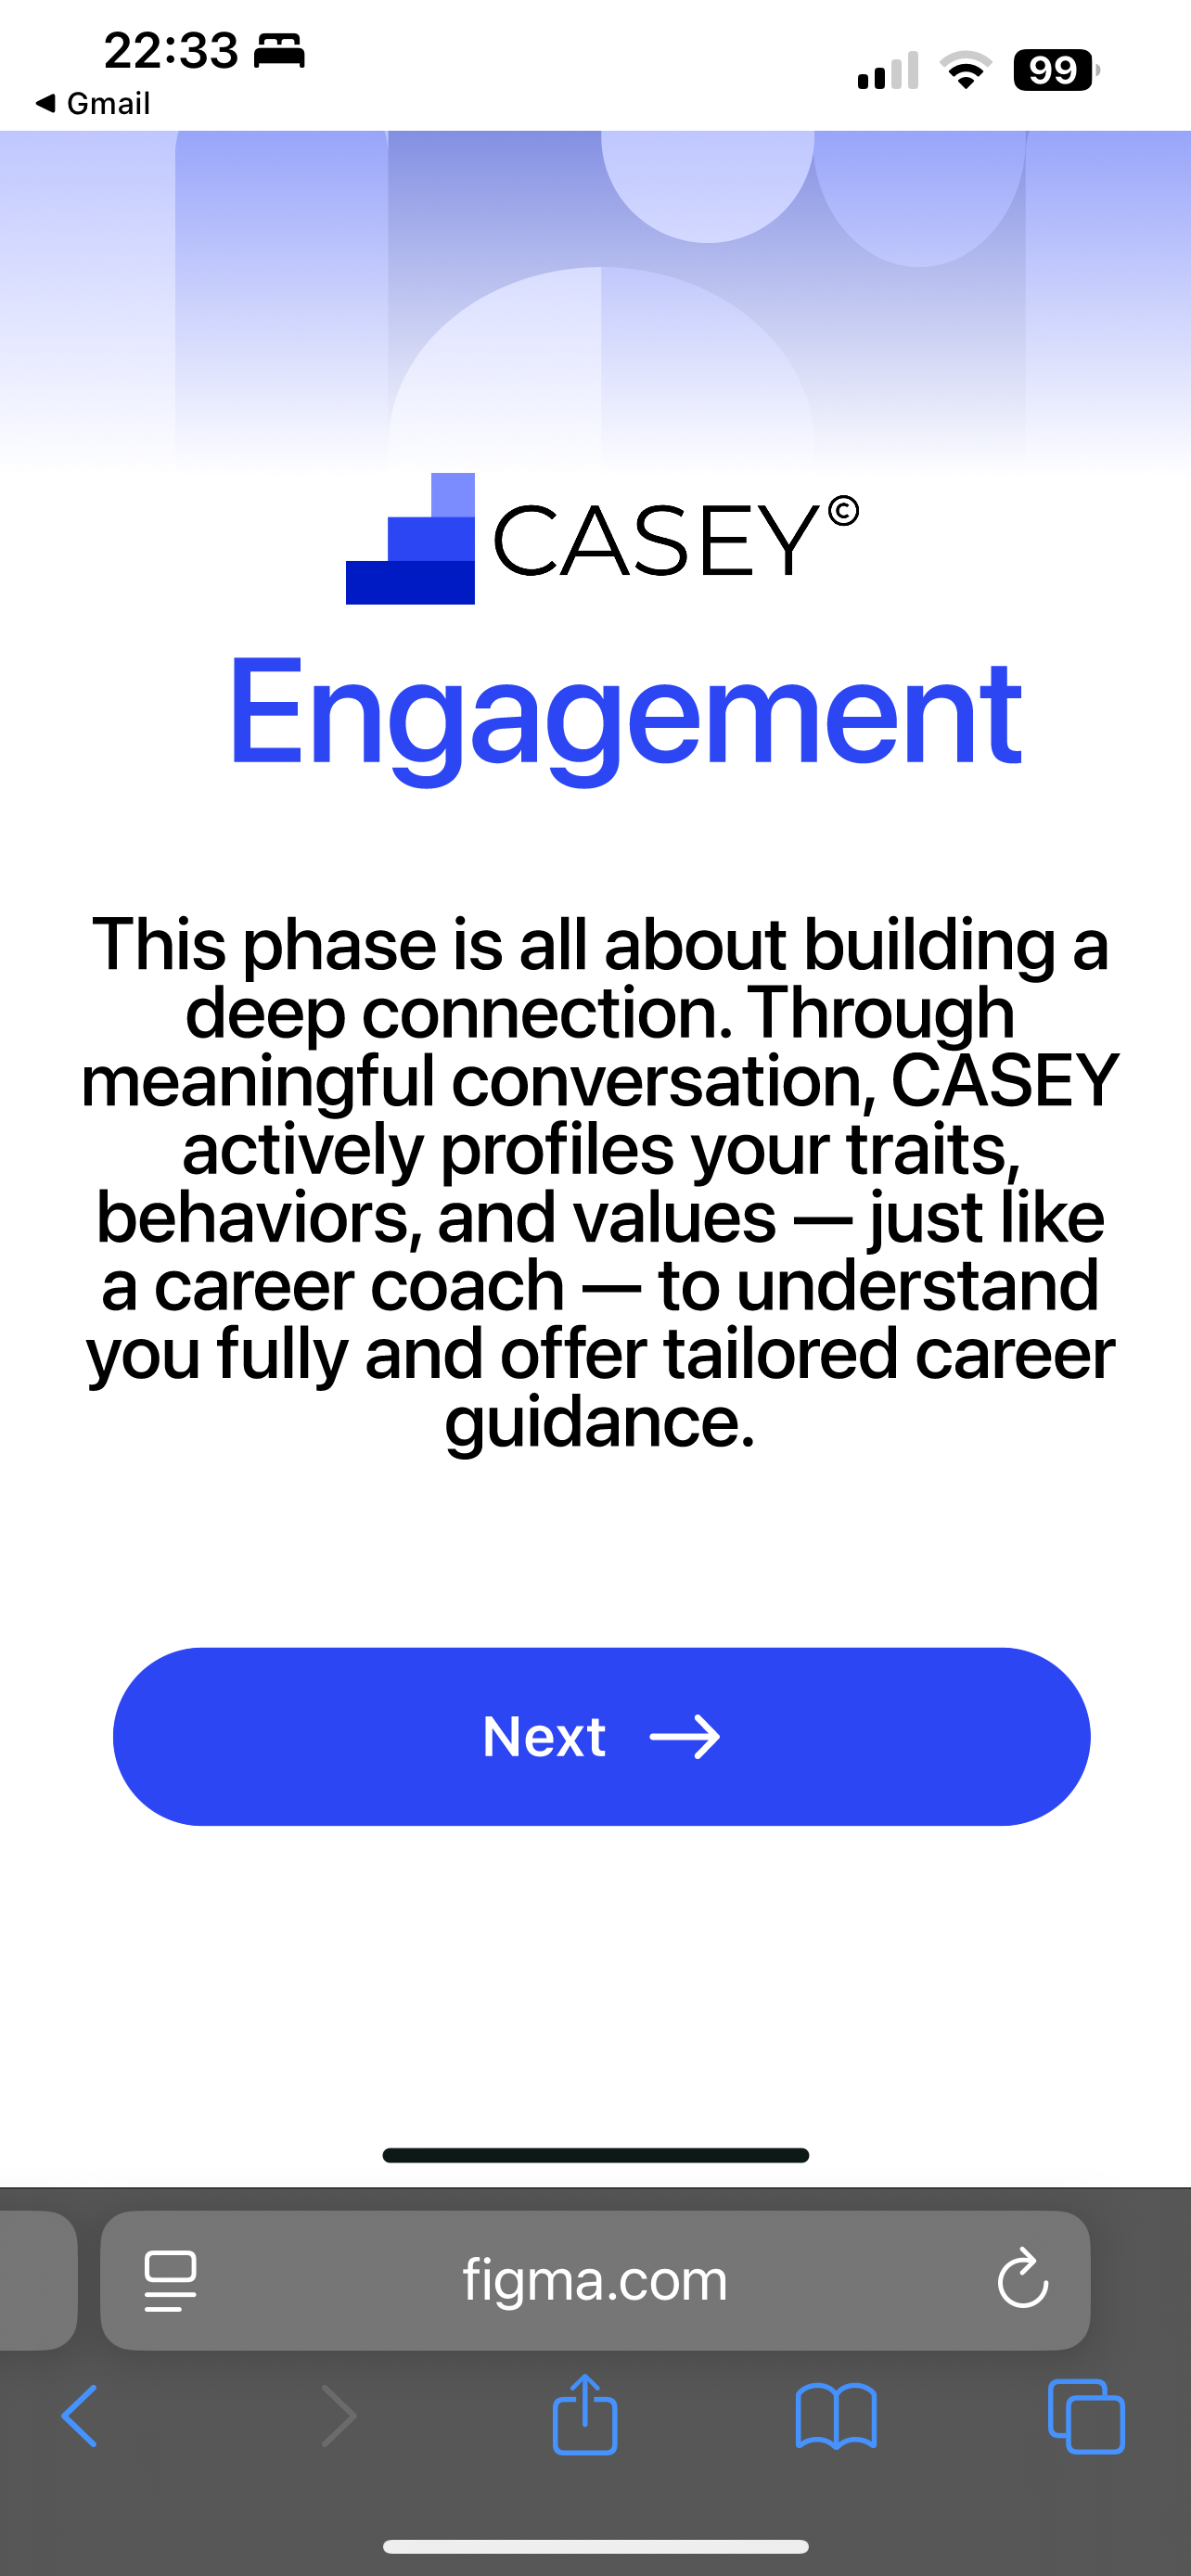 22:33
99
◀ Gmail
CASEY©
Engagement
This phase is all about building a
deep connection. Through
meaningful conversation, CASEY
actively profiles your traits,
behaviors, and values — just like
a career coach — to understand
you fully and offer tailored career
guidance.
Next →
figma.com